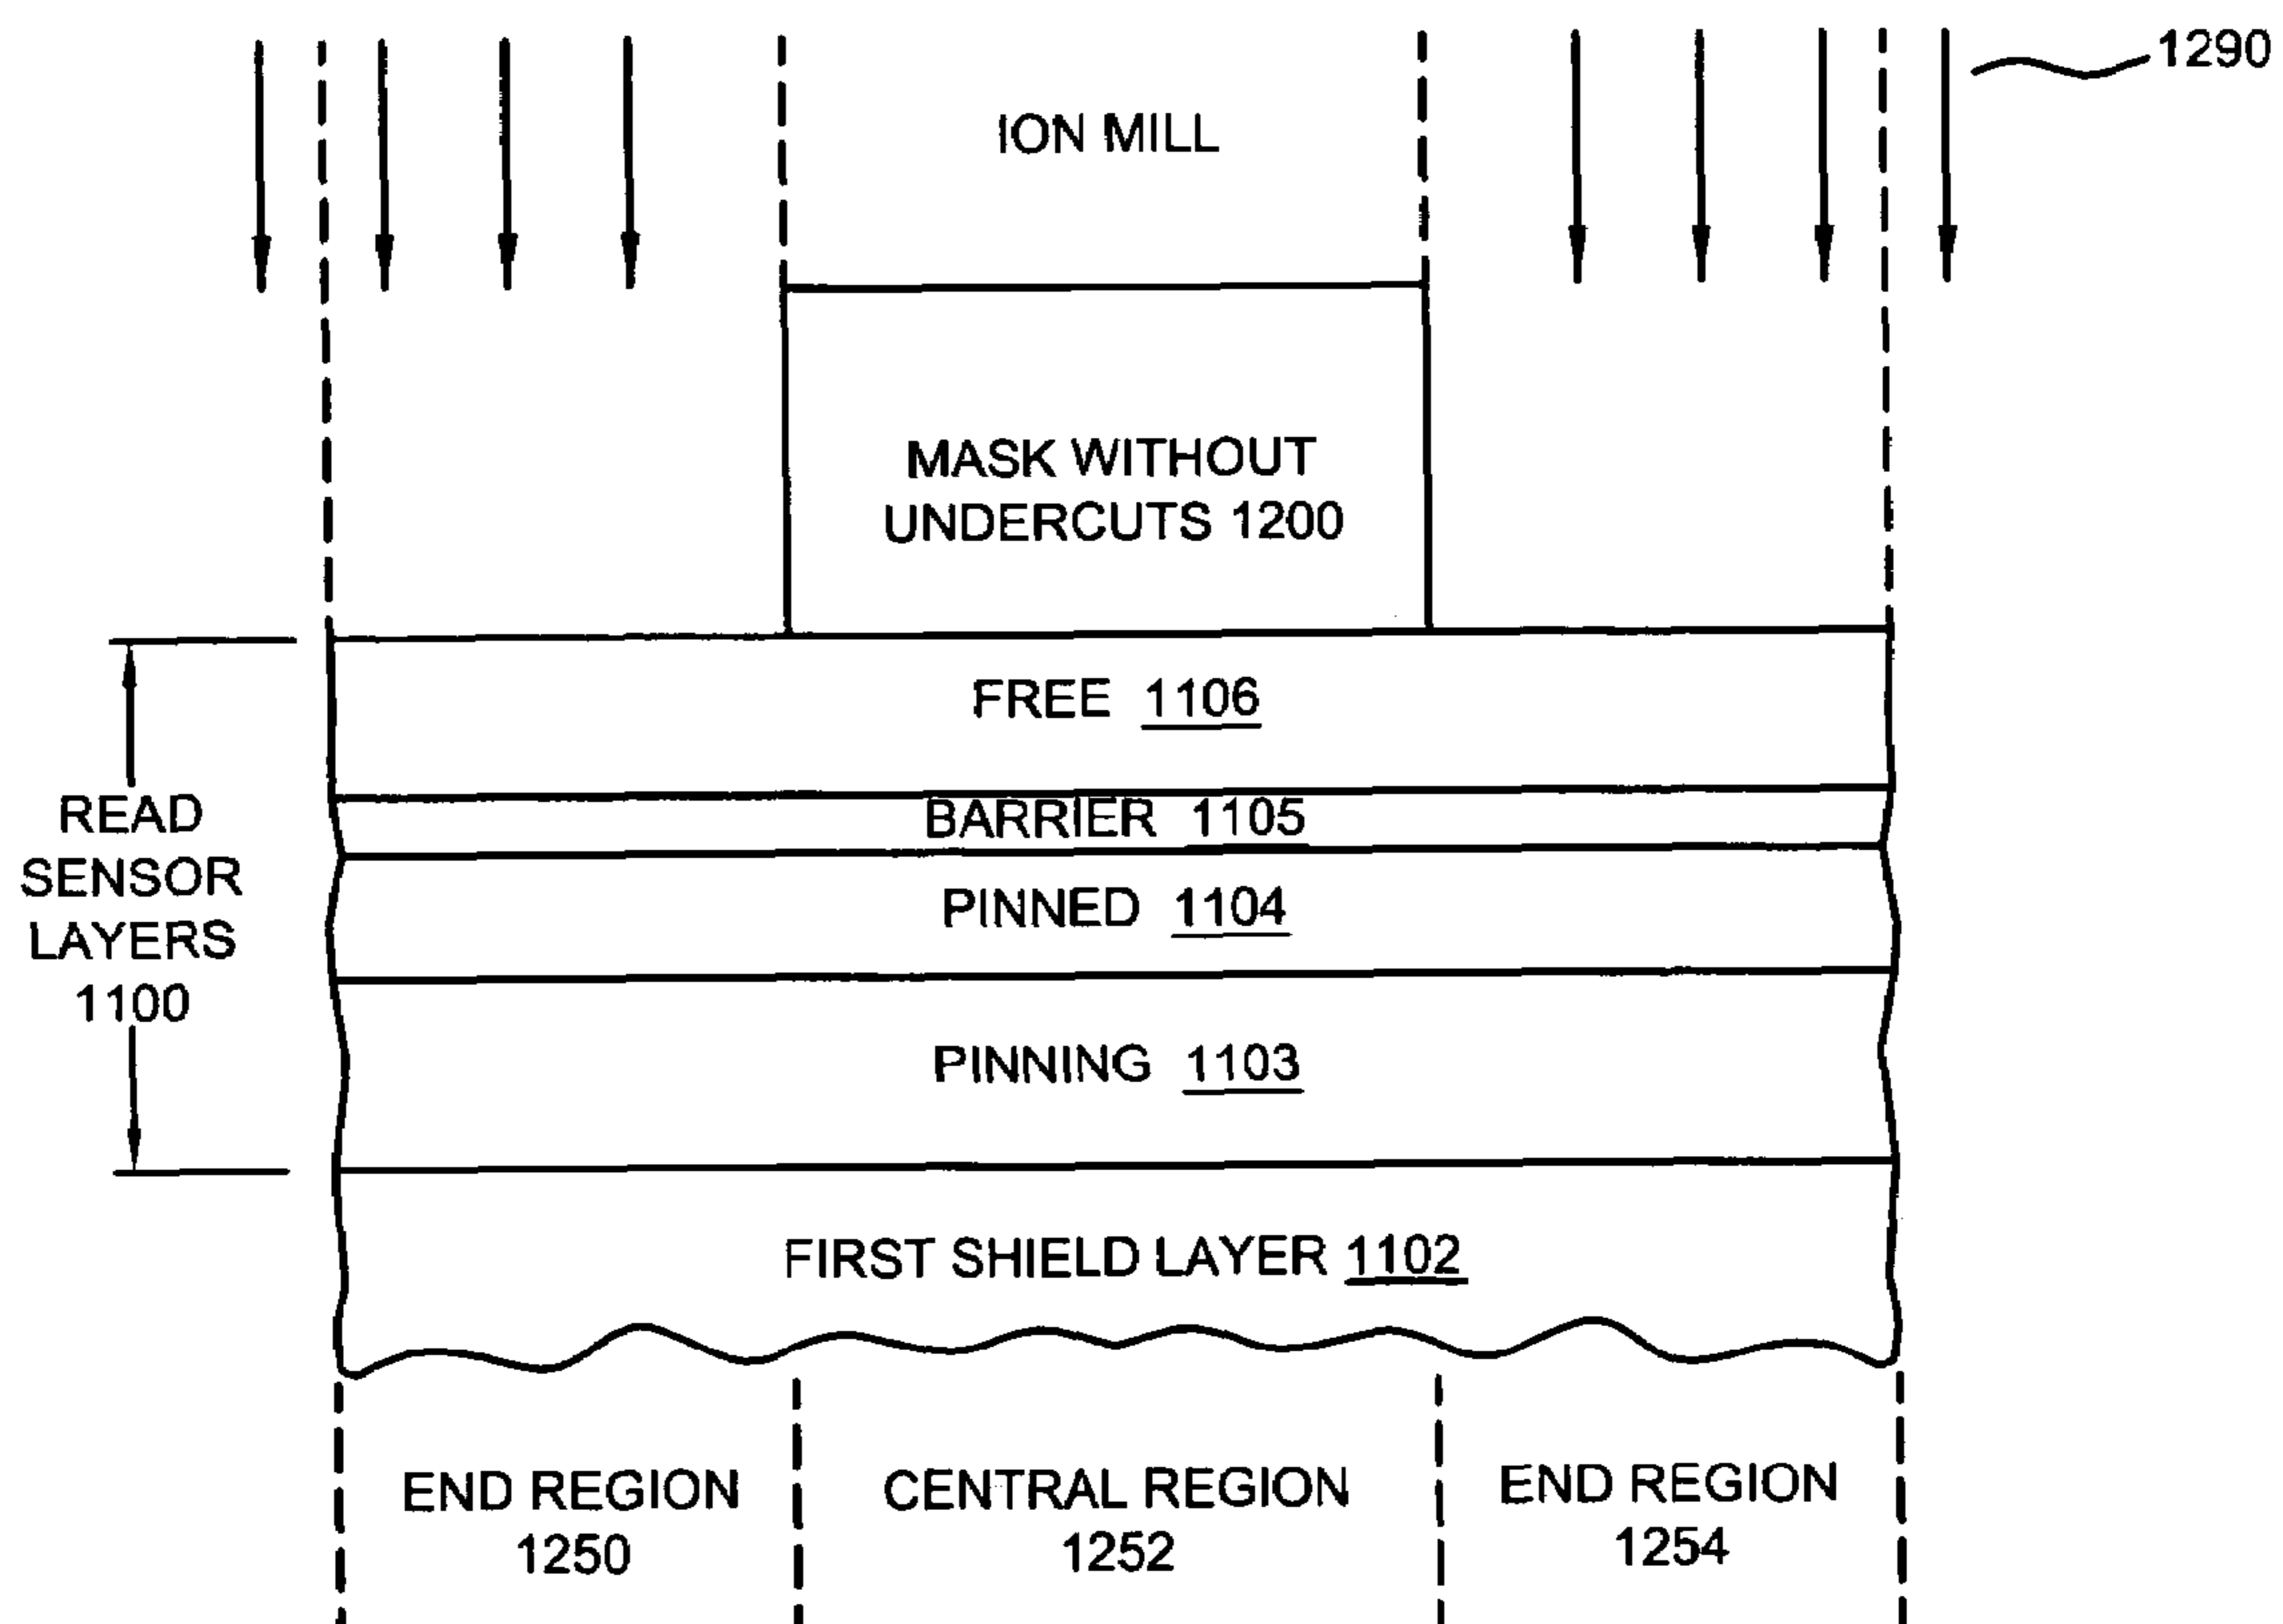 1290
ION MILL
MASK WITHOUT
UNDERCUTS 1200
FREE 1106
BARRIER 1105
PINNED 1104
PINNING 1103
FIRST SHIELD LAYER 1102
READ
SENSOR
LAYERS
1100
END REGION
1250
CENTRAL REGION
1252
END REGION
1254